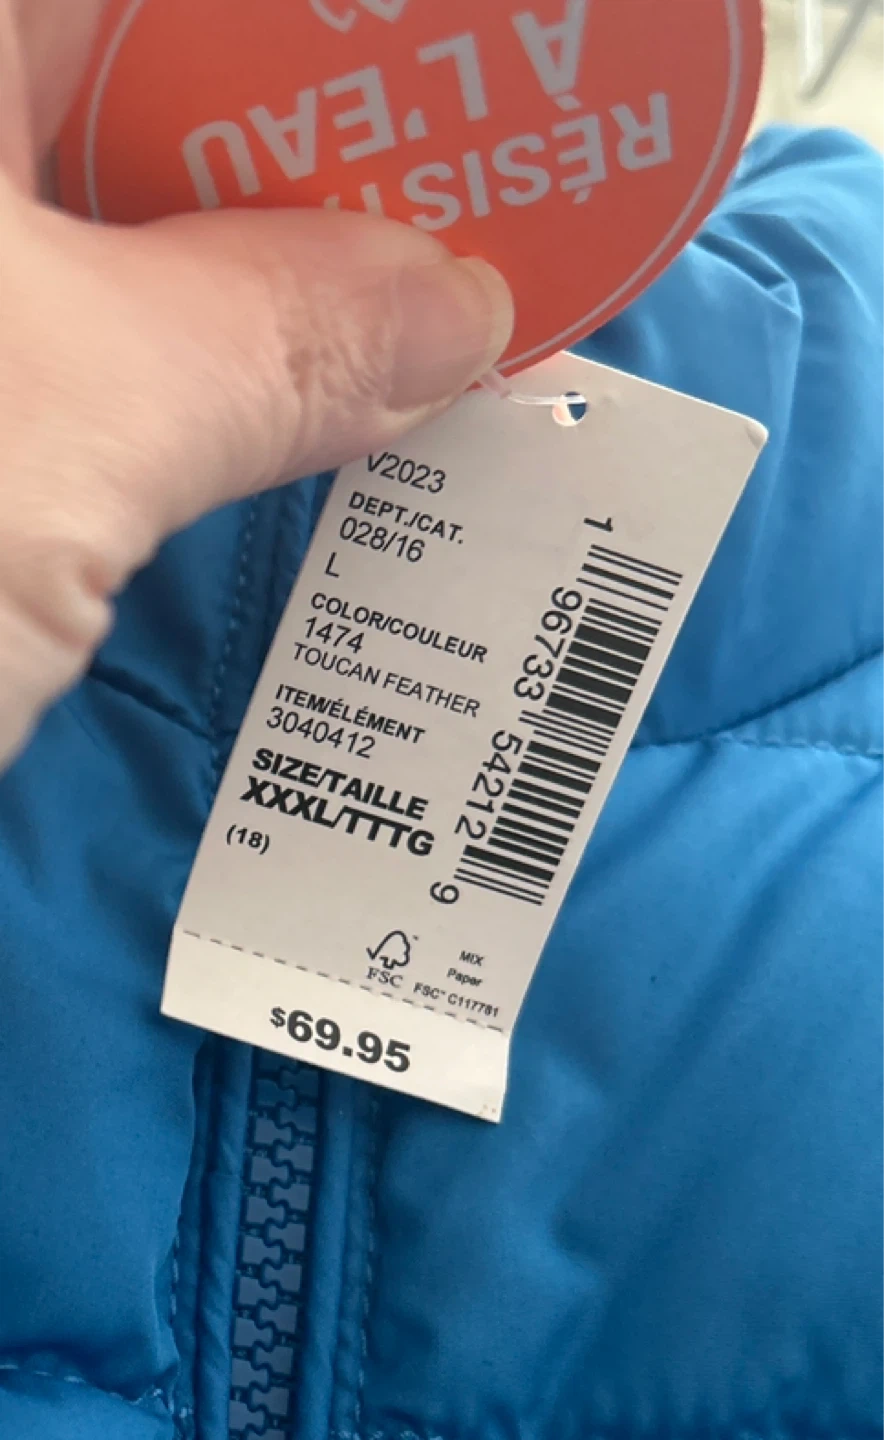 RÉSIST
À L'EAU
V2023
DEPT./CAT.
028/16
L
COLOR/COULEUR
1474
TOUCAN FEATHER
ITEM/ÉLÉMENT
3040412
SIZE/TAILLE
XXXL/TTTG
(18)
1 96733 54212 9
FSC
MIX
Paper
FSC™ C117781
$69.95